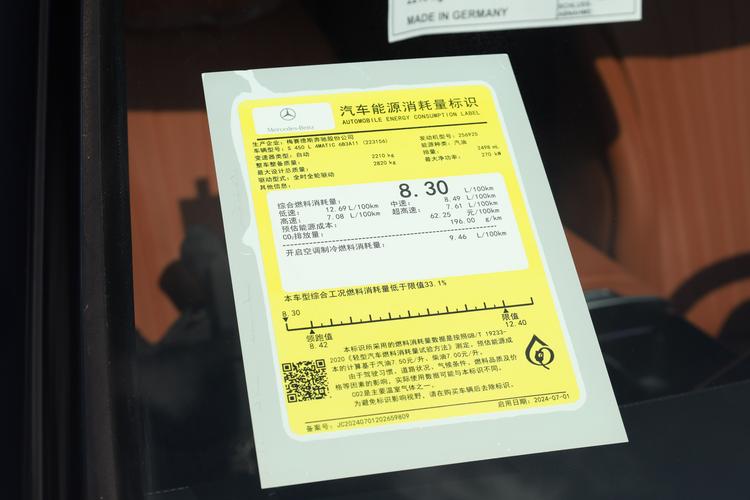 MADE IN GERMANY
SCHLUSS-
ABNAHME
Mercedes-Benz
汽车能源消耗量标识
AUTOMOBILE ENERGY CONSUMPTION LABEL
生产企业：梅赛德斯奔驰股份公司
车辆型号：S 450 L 4MATIC 6B3A11 (223156) 发动机型号：256925
变速器类型：自动 能源种类：汽油
整车整备质量： 2210 kg 排量： 2498 mL
最大设计总质量： 2820 kg 最大净功率： 270 kW
驱动型式：全时全轮驱动
其他信息：
综合燃料消耗量： 8.30 L/100km
低速： 12.69 L/100km 中速： 8.49 L/100km
高速： 7.08 L/100km 超高速： 7.61 L/100km
预估能源成本： 62.25 元/100km
CO₂排放量： 196.00 g/km
开启空调制冷燃料消耗量： 9.46 L/100km
本车型综合工况燃料消耗量低于限值33.1%
8.30
领跑值 限值
8.42 12.40
本标识所采用的燃料消耗量数据是按照GB/T 19233-
2020《轻型汽车燃料消耗量试验方法》测定，预估能源成
本的计算基于汽油7.50元/升，柴油7.00元/升。
由于驾驶习惯、道路状况、气候条件、燃料品质及价
格等因素的影响，实际使用数据可能与本标识不同。
CO2是主要温室气体之一。
为避免标识影响视野，请在购买车辆后去除标识。
备案号：JC20240701202659809 启用日期：2024-07-01